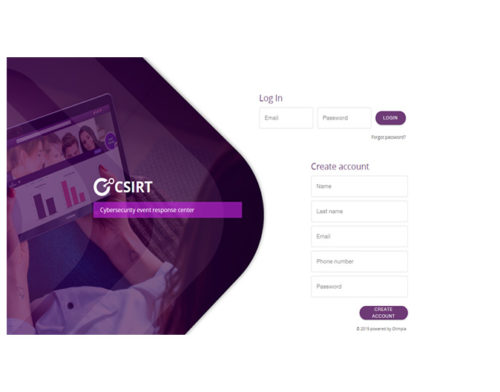 Log In
Email
Password
LOGIN
Forgot password?
CSIRT
Cybersecurity event response center
Create account
Name
Last name
Email
Phone number
Password
CREATE
ACCOUNT
© 2019 powered by Olimpia